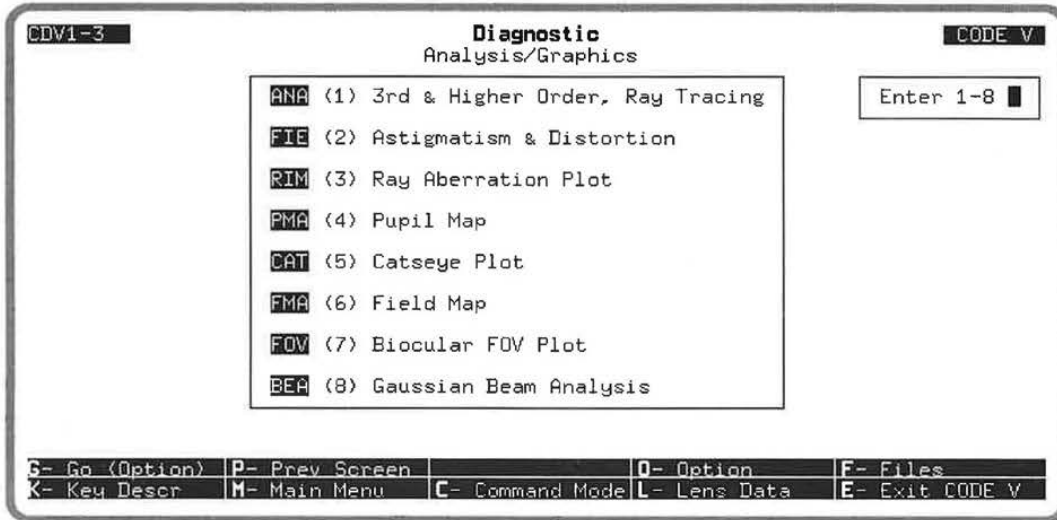 CDV1-3 Diagnostic CODE V
Analysis/Graphics
ANA (1) 3rd & Higher Order, Ray Tracing Enter 1-8
FIE (2) Astigmatism & Distortion
RIM (3) Ray Aberration Plot
PMA (4) Pupil Map
CAT (5) Catseye Plot
FMA (6) Field Map
FOV (7) Biocular FOV Plot
BEA (8) Gaussian Beam Analysis
G- Go (Option) P- Prev Screen O- Option F- Files
K- Key Descr M- Main Menu C- Command Mode L- Lens Data E- Exit CODE V